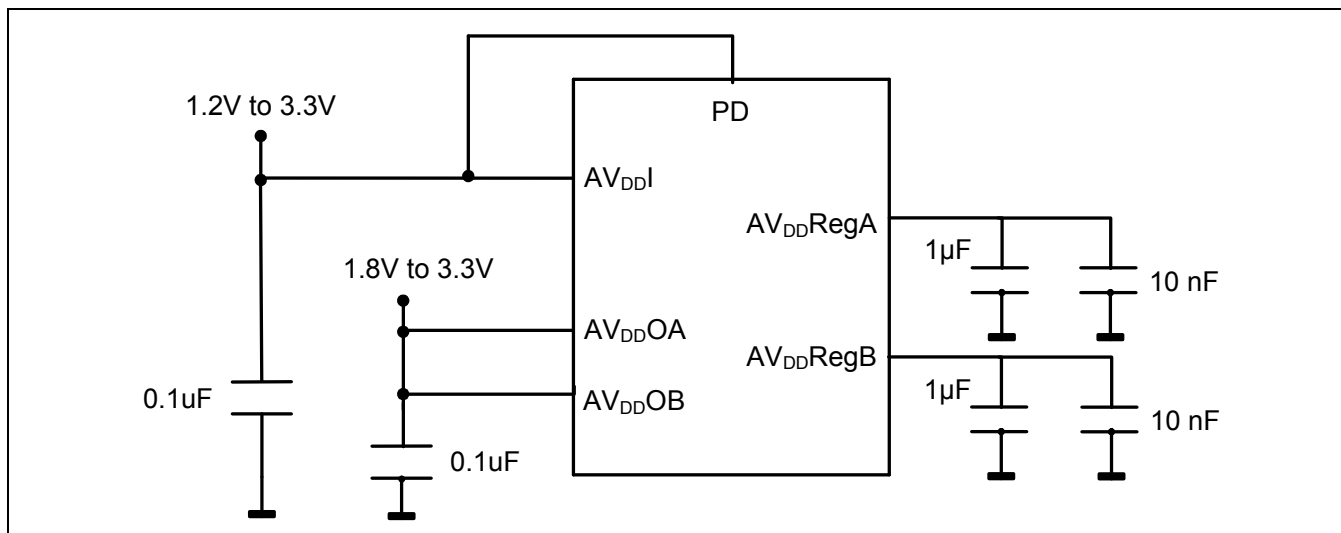 1.2V to 3.3V
PD
AVDDI
AVDDRegA
1µF
10 nF
1.8V to 3.3V
AVDDOA
AVDDRegB
AVDDOB
1µF
10 nF
0.1uF
0.1uF